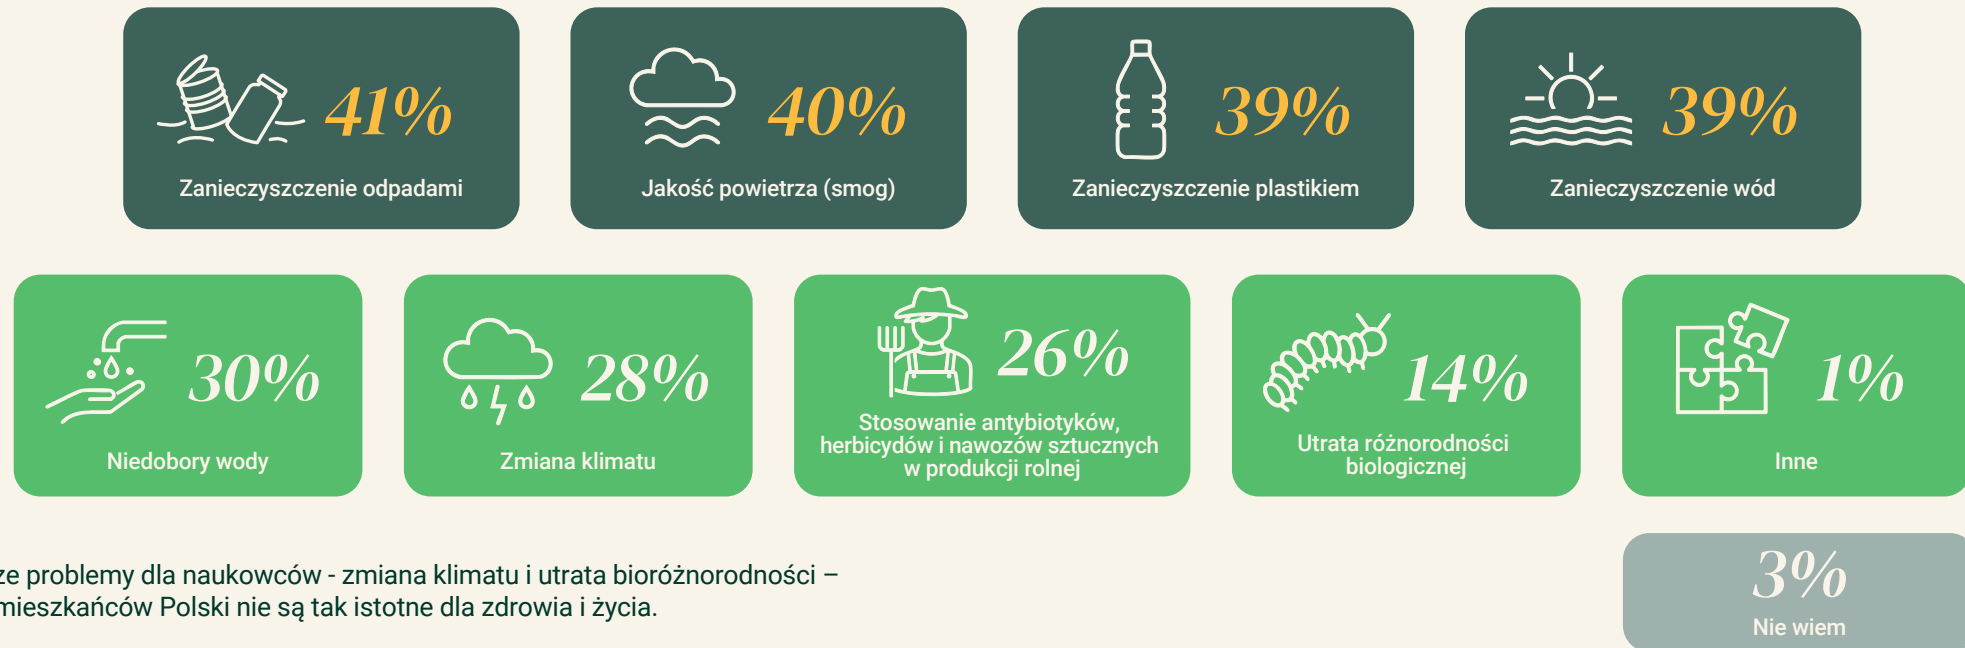 41%
Zanieczyszczenie odpadami
40%
Jakość powietrza (smog)
39%
Zanieczyszczenie plastikiem
39%
Zanieczyszczenie wód
30%
Niedobory wody
28%
Zmiana klimatu
26%
Stosowanie antybiotyków,
herbicydów i nawozów sztucznych
w produkcji rolnej
14%
Utrata różnorodności
biologicznej
1%
Inne
problemy dla naukowców - zmiana klimatu i utrata bioróżnorodności –
mieszkańców Polski nie są tak istotne dla zdrowia i życia.
3%
Nie wiem